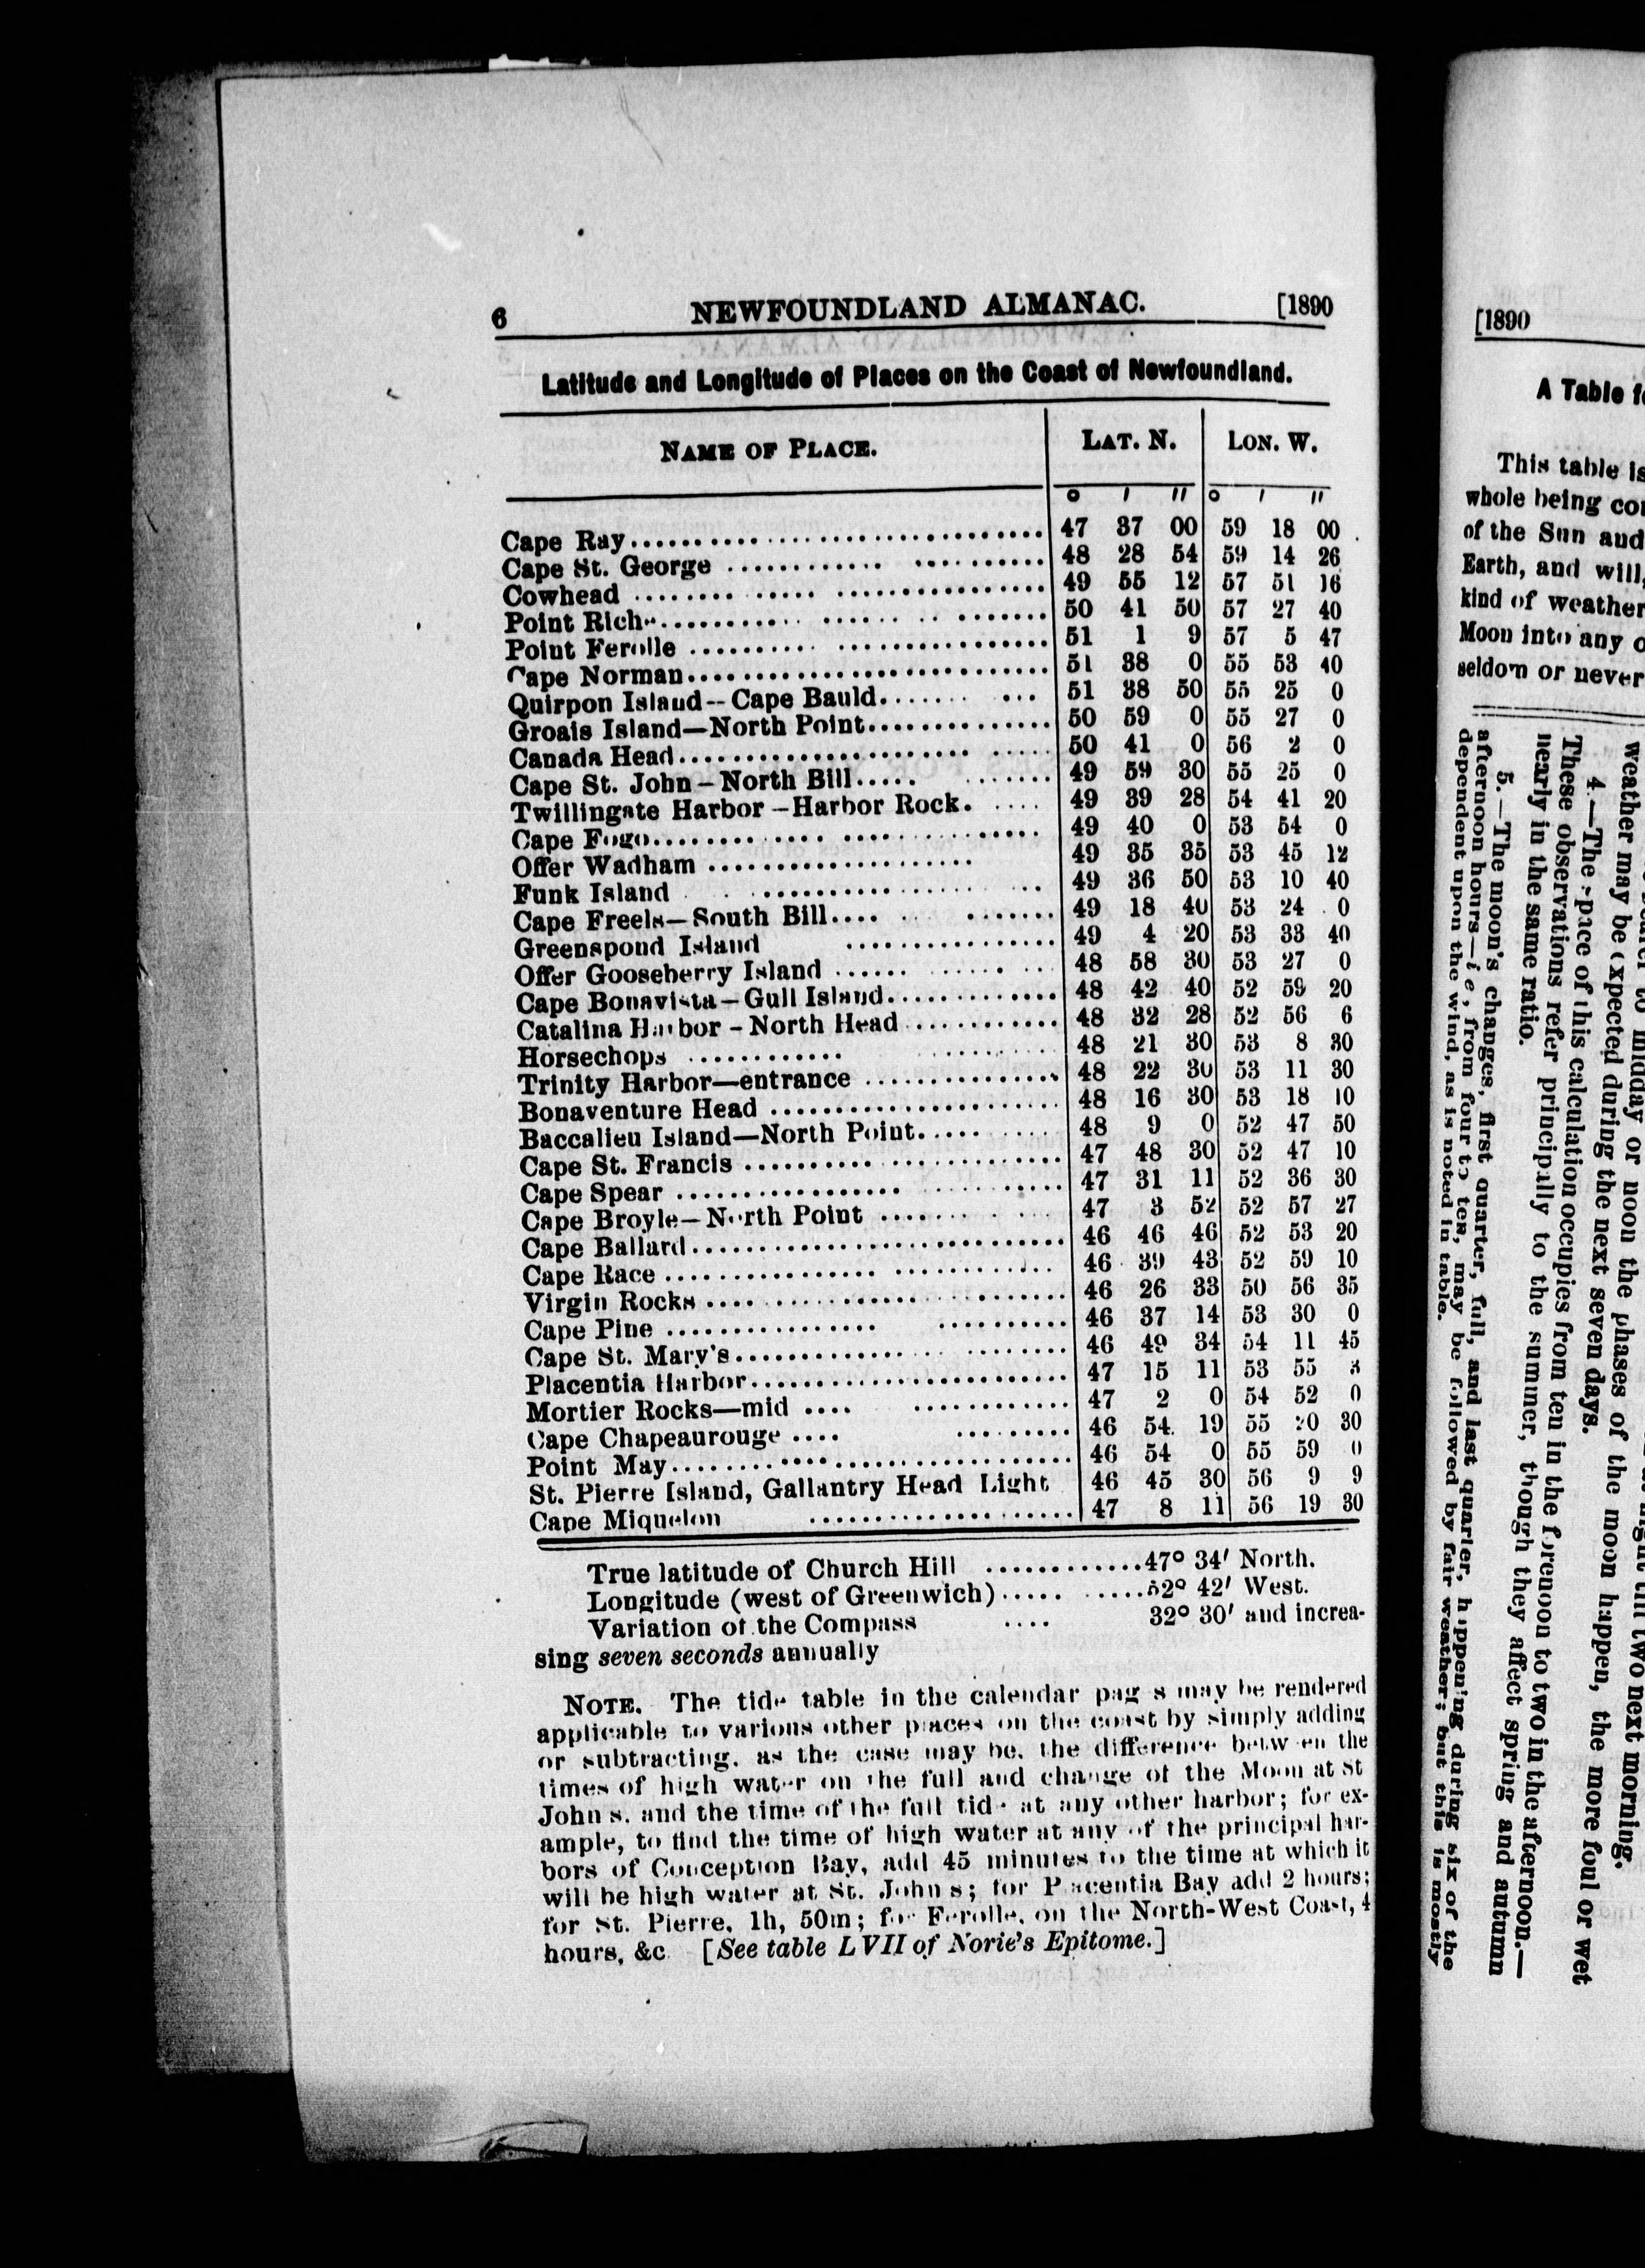 6 NEWFOUNDLAND ALMANAC. [1890
Latitude and Longitude of Places on the Coast of Newfoundland.
NAME OF PLACE. LAT. N. LON. W.
o ′ ″ o ′ ″
Cape Ray 47 37 00 59 18 00
Cape St. George 48 28 54 59 14 26
Cowhead 49 55 12 57 51 16
Point Riche 50 41 50 57 27 40
Point Ferolle 51 1 9 57 5 47
Cape Norman 51 38 0 55 53 40
Quirpon Island--Cape Bauld 51 38 50 55 25 0
Groais Island—North Point 50 59 0 55 27 0
Canada Head 50 41 0 56 2 0
Cape St. John–North Bill 49 59 30 55 25 0
Twillingate Harbor–Harbor Rock 49 39 28 54 41 20
Cape Fogo 49 40 0 53 54 0
Offer Wadham 49 35 35 53 45 12
Funk Island 49 36 50 53 10 40
Cape Freels—South Bill 49 18 40 53 24 0
Greenspond Island 49 4 20 53 33 40
Offer Gooseberry Island 48 58 30 53 27 0
Cape Bonavista–Gull Island 48 42 40 52 59 20
Catalina Harbor–North Head 48 32 28 52 56 6
Horsechops 48 21 30 53 8 30
Trinity Harbor—entrance 48 22 30 53 11 30
Bonaventure Head 48 16 30 53 18 10
Baccalieu Island—North Point 48 9 0 52 47 50
Cape St. Francis 47 48 30 52 47 10
Cape Spear 47 31 11 52 36 30
Cape Broyle—North Point 47 3 52 52 57 27
Cape Ballard 46 46 46 52 53 20
Cape Race 46 39 43 52 59 10
Virgin Rocks 46 26 33 50 56 35
Cape Pine 46 37 14 53 30 0
Cape St. Mary's 46 49 34 54 11 45
Placentia Harbor 47 15 11 53 55 3
Mortier Rocks—mid 47 2 0 54 52 0
Cape Chapeaurouge 46 54 19 55 20 30
Point May 46 54 0 55 59 0
St. Pierre Island, Gallantry Head Light 46 45 30 56 9 9
Cape Miquelon 47 8 11 56 19 30
True latitude of Church Hill ............47° 34′ North.
Longitude (west of Greenwich)..........52° 42′ West.
Variation of the Compass .... 32° 30′ and increa-
sing seven seconds annually
NOTE. The tide table in the calendar pages may be rendered
applicable to various other places on the coast by simply adding
or subtracting, as the case may be, the difference between the
times of high water on the full and change of the Moon at St
Johns, and the time of the full tide at any other harbor; for ex-
ample, to find the time of high water at any of the principal har-
bors of Conception Bay, add 45 minutes to the time at which it
will be high water at St. Johns; for Placentia Bay add 2 hours;
for St. Pierre, 1h, 50m; for Ferolle, on the North-West Coast, 4
hours, &c [See table LVII of Norie's Epitome.]
[1890
A Table f
This table is
whole being co
of the Sun and
Earth, and will,
kind of weather
Moon into any o
seldom or never
weather may be expected during the next seven days.
4.—The space of this calculation occupies from ten in the forenoon to two in the afternoon.—
These observations refer principally to the summer, though they affect spring and autumn
nearly in the same ratio.
5.—The moon's changes, first quarter, full, and last quarter, happening during six of the
afternoon hours—i e, from four to ten, may be followed by fair weather; but this is mostly
dependent upon the wind, as is noted in table.